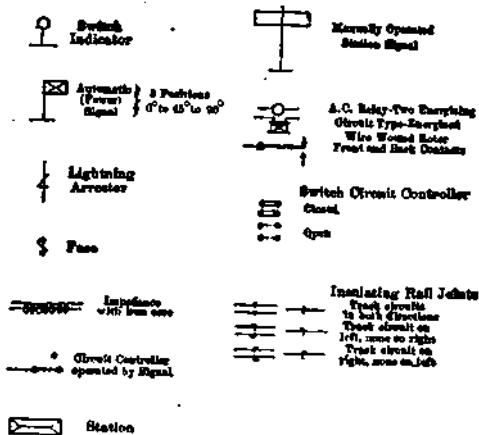 Switch
Indicator
Automatic
(Power)
Signal
3 Positions
0° to 45° to 90°
Lightning
Arrester
Fuse
Impedance
with iron core
Circuit Controller
operated by Signal
Station
Manually Operated
Station Signal
A.C. Relay-Two Energizing
Circuit Type-Energized
Wire Wound Rotor
Front and Back Contacts
Switch Circuit Controller
Closed
Open
Insulating Rail Joints
Track circuits
in both directions
Track circuit on
left, none on right
Track circuit on
right, none on left